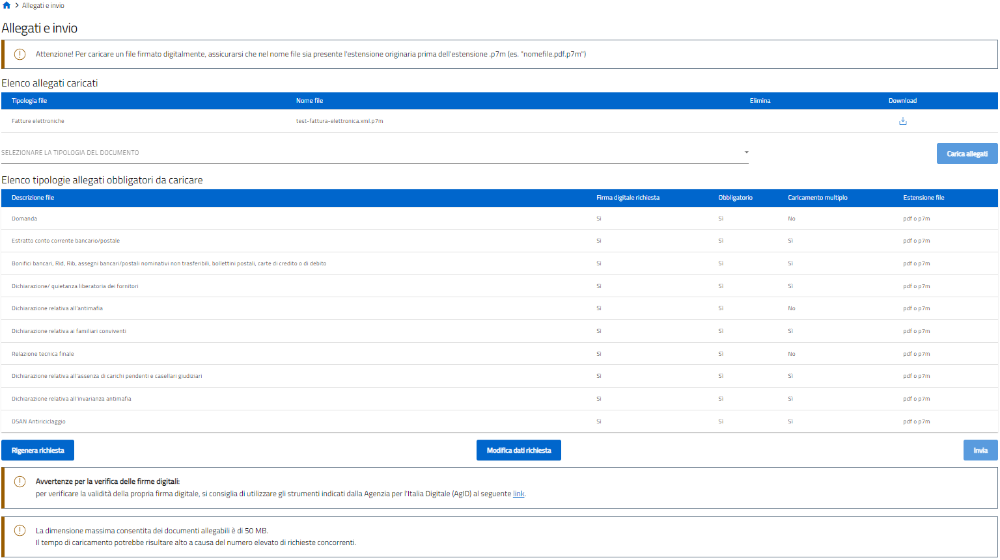 Allegati e invio
Allegati e invio
Attenzione! Per caricare un file firmato digitalmente, assicurarsi che nel nome file sia presente l'estensione originaria prima dell'estensione .p7m (es. "nomefile.pdf.p7m")
Elenco allegati caricati
Tipologia file Nome file Elimina Download
Fatture elettroniche test-fattura-elettronica.xml.p7m
SELEZIONARE LA TIPOLOGIA DEL DOCUMENTO Carica allegati
Elenco tipologie allegati obbligatori da caricare
Descrizione file Firma digitale richiesta Obbligatorio Caricamento multiplo Estensione file
Domanda Sì Sì No pdf o p7m
Estratto conto corrente bancario/postale Sì Sì Sì pdf o p7m
Bonifici bancari, Rid, Rib, assegni bancari/postali nominativi non trasferibili, bollettini postali, carte di credito o di debito Sì Sì Sì pdf o p7m
Dichiarazione/ quietanza liberatoria dei fornitori Sì Sì Sì pdf o p7m
Dichiarazione relativa all'antimafia Sì Sì No pdf o p7m
Dichiarazione relativa ai familiari conviventi Sì Sì Sì pdf o p7m
Relazione tecnica finale Sì Sì No pdf o p7m
Dichiarazione relativa all'assenza di carichi pendenti e casellari giudiziari Sì Sì Sì pdf o p7m
Dichiarazione relativa all'invarianza antimafia Sì Sì Sì pdf o p7m
DSAN Antiriciclaggio Sì Sì Sì pdf o p7m
Rigenera richiesta Modifica dati richiesta Invia
Avvertenze per la verifica delle firme digitali:
per verificare la validità della propria firma digitale, si consiglia di utilizzare gli strumenti indicati dalla Agenzia per l'Italia Digitale (AgID) al seguente link.
La dimensione massima consentita dei documenti allegabili è di 50 MB.
Il tempo di caricamento potrebbe risultare alto a causa del numero elevato di richieste concorrenti.